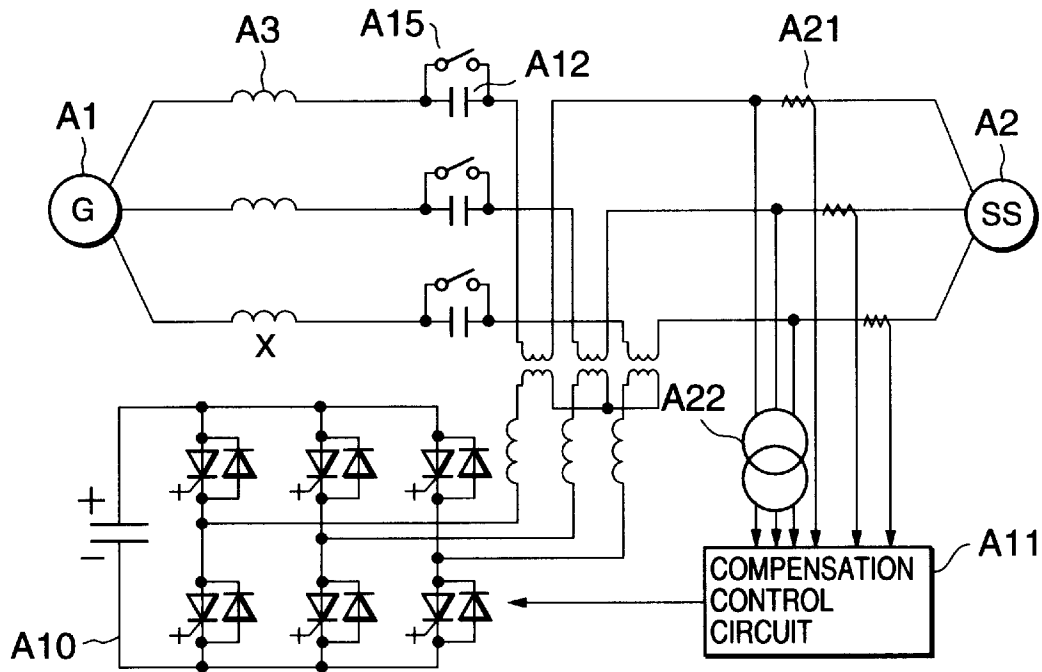 A3
A15
A12
A21
A1
A2
G
SS
X
A22
+
−
COMPENSATION
CONTROL
CIRCUIT
A11
A10